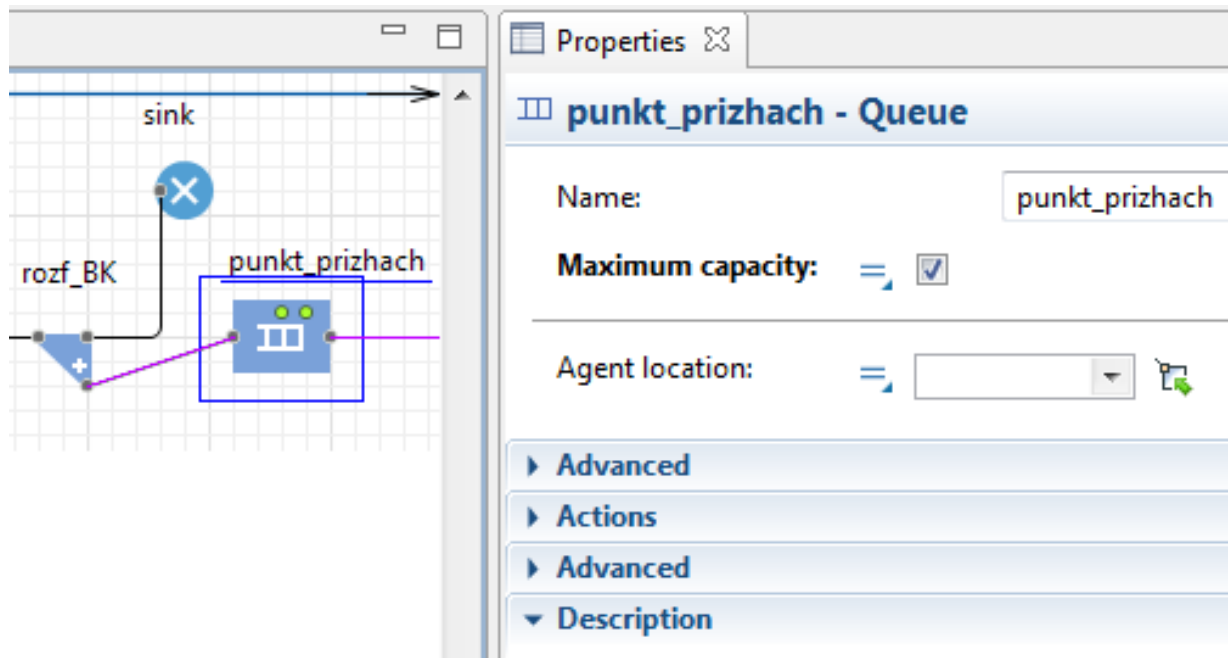 sink
rozf_BK
punkt_prizhach
Properties
punkt_prizhach - Queue
Name:
punkt_prizhach
Maximum capacity:
Agent location:
Advanced
Actions
Advanced
Description